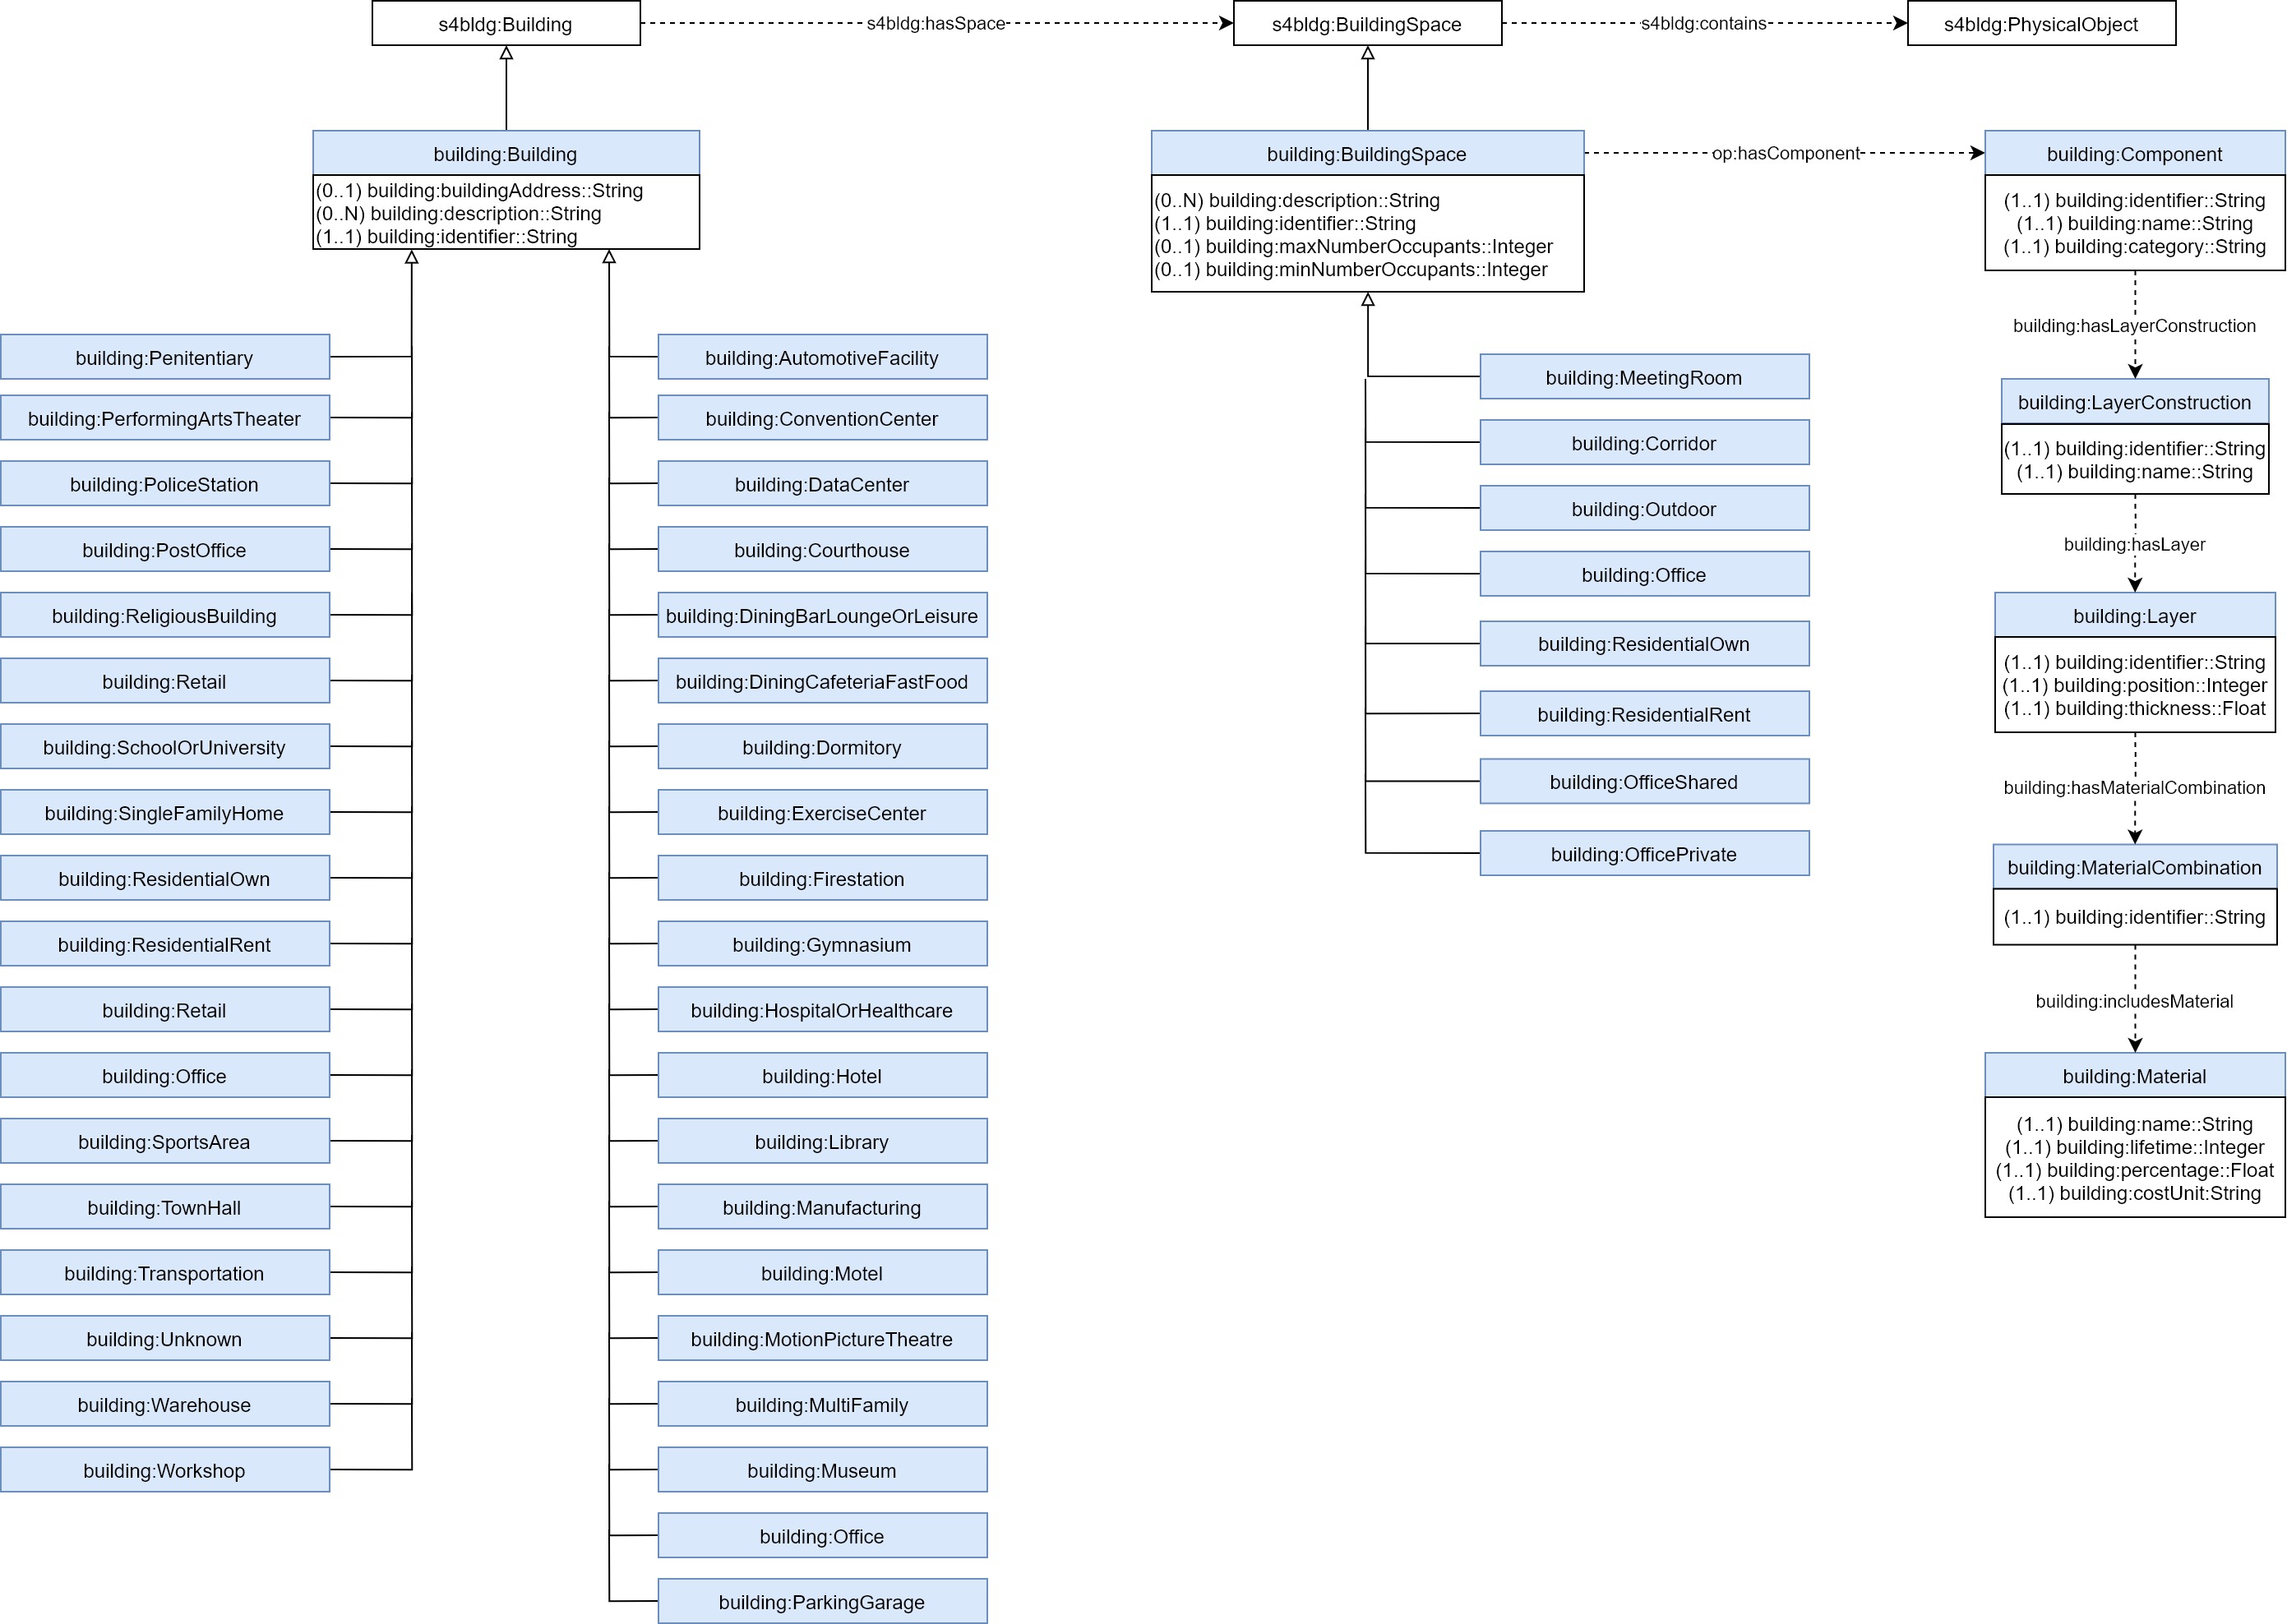 s4bldg:Building
s4bldg:hasSpace
s4bldg:BuildingSpace
s4bldg:contains
s4bldg:PhysicalObject
building:Building
(0..1) building:buildingAddress::String
(0..N) building:description::String
(1..1) building:identifier::String
building:Penitentiary
building:PerformingArtsTheater
building:PoliceStation
building:PostOffice
building:ReligiousBuilding
building:Retail
building:SchoolOrUniversity
building:SingleFamilyHome
building:ResidentialOwn
building:ResidentialRent
building:Retail
building:Office
building:SportsArea
building:TownHall
building:Transportation
building:Unknown
building:Warehouse
building:Workshop
building:AutomotiveFacility
building:ConventionCenter
building:DataCenter
building:Courthouse
building:DiningBarLoungeOrLeisure
building:DiningCafeteriaFastFood
building:Dormitory
building:ExerciseCenter
building:Firestation
building:Gymnasium
building:HospitalOrHealthcare
building:Hotel
building:Library
building:Manufacturing
building:Motel
building:MotionPictureTheatre
building:MultiFamily
building:Museum
building:Office
building:ParkingGarage
building:BuildingSpace
(0..N) building:description::String
(1..1) building:identifier::String
(0..1) building:maxNumberOccupants::Integer
(0..1) building:minNumberOccupants::Integer
op:hasComponent
building:MeetingRoom
building:Corridor
building:Outdoor
building:Office
building:ResidentialOwn
building:ResidentialRent
building:OfficeShared
building:OfficePrivate
building:Component
(1..1) building:identifier::String
(1..1) building:name::String
(1..1) building:category::String
building:hasLayerConstruction
building:LayerConstruction
(1..1) building:identifier::String
(1..1) building:name::String
building:hasLayer
building:Layer
(1..1) building:identifier::String
(1..1) building:position::Integer
(1..1) building:thickness::Float
building:hasMaterialCombination
building:MaterialCombination
(1..1) building:identifier::String
building:includesMaterial
building:Material
(1..1) building:name::String
(1..1) building:lifetime::Integer
(1..1) building:percentage::Float
(1..1) building:costUnit:String